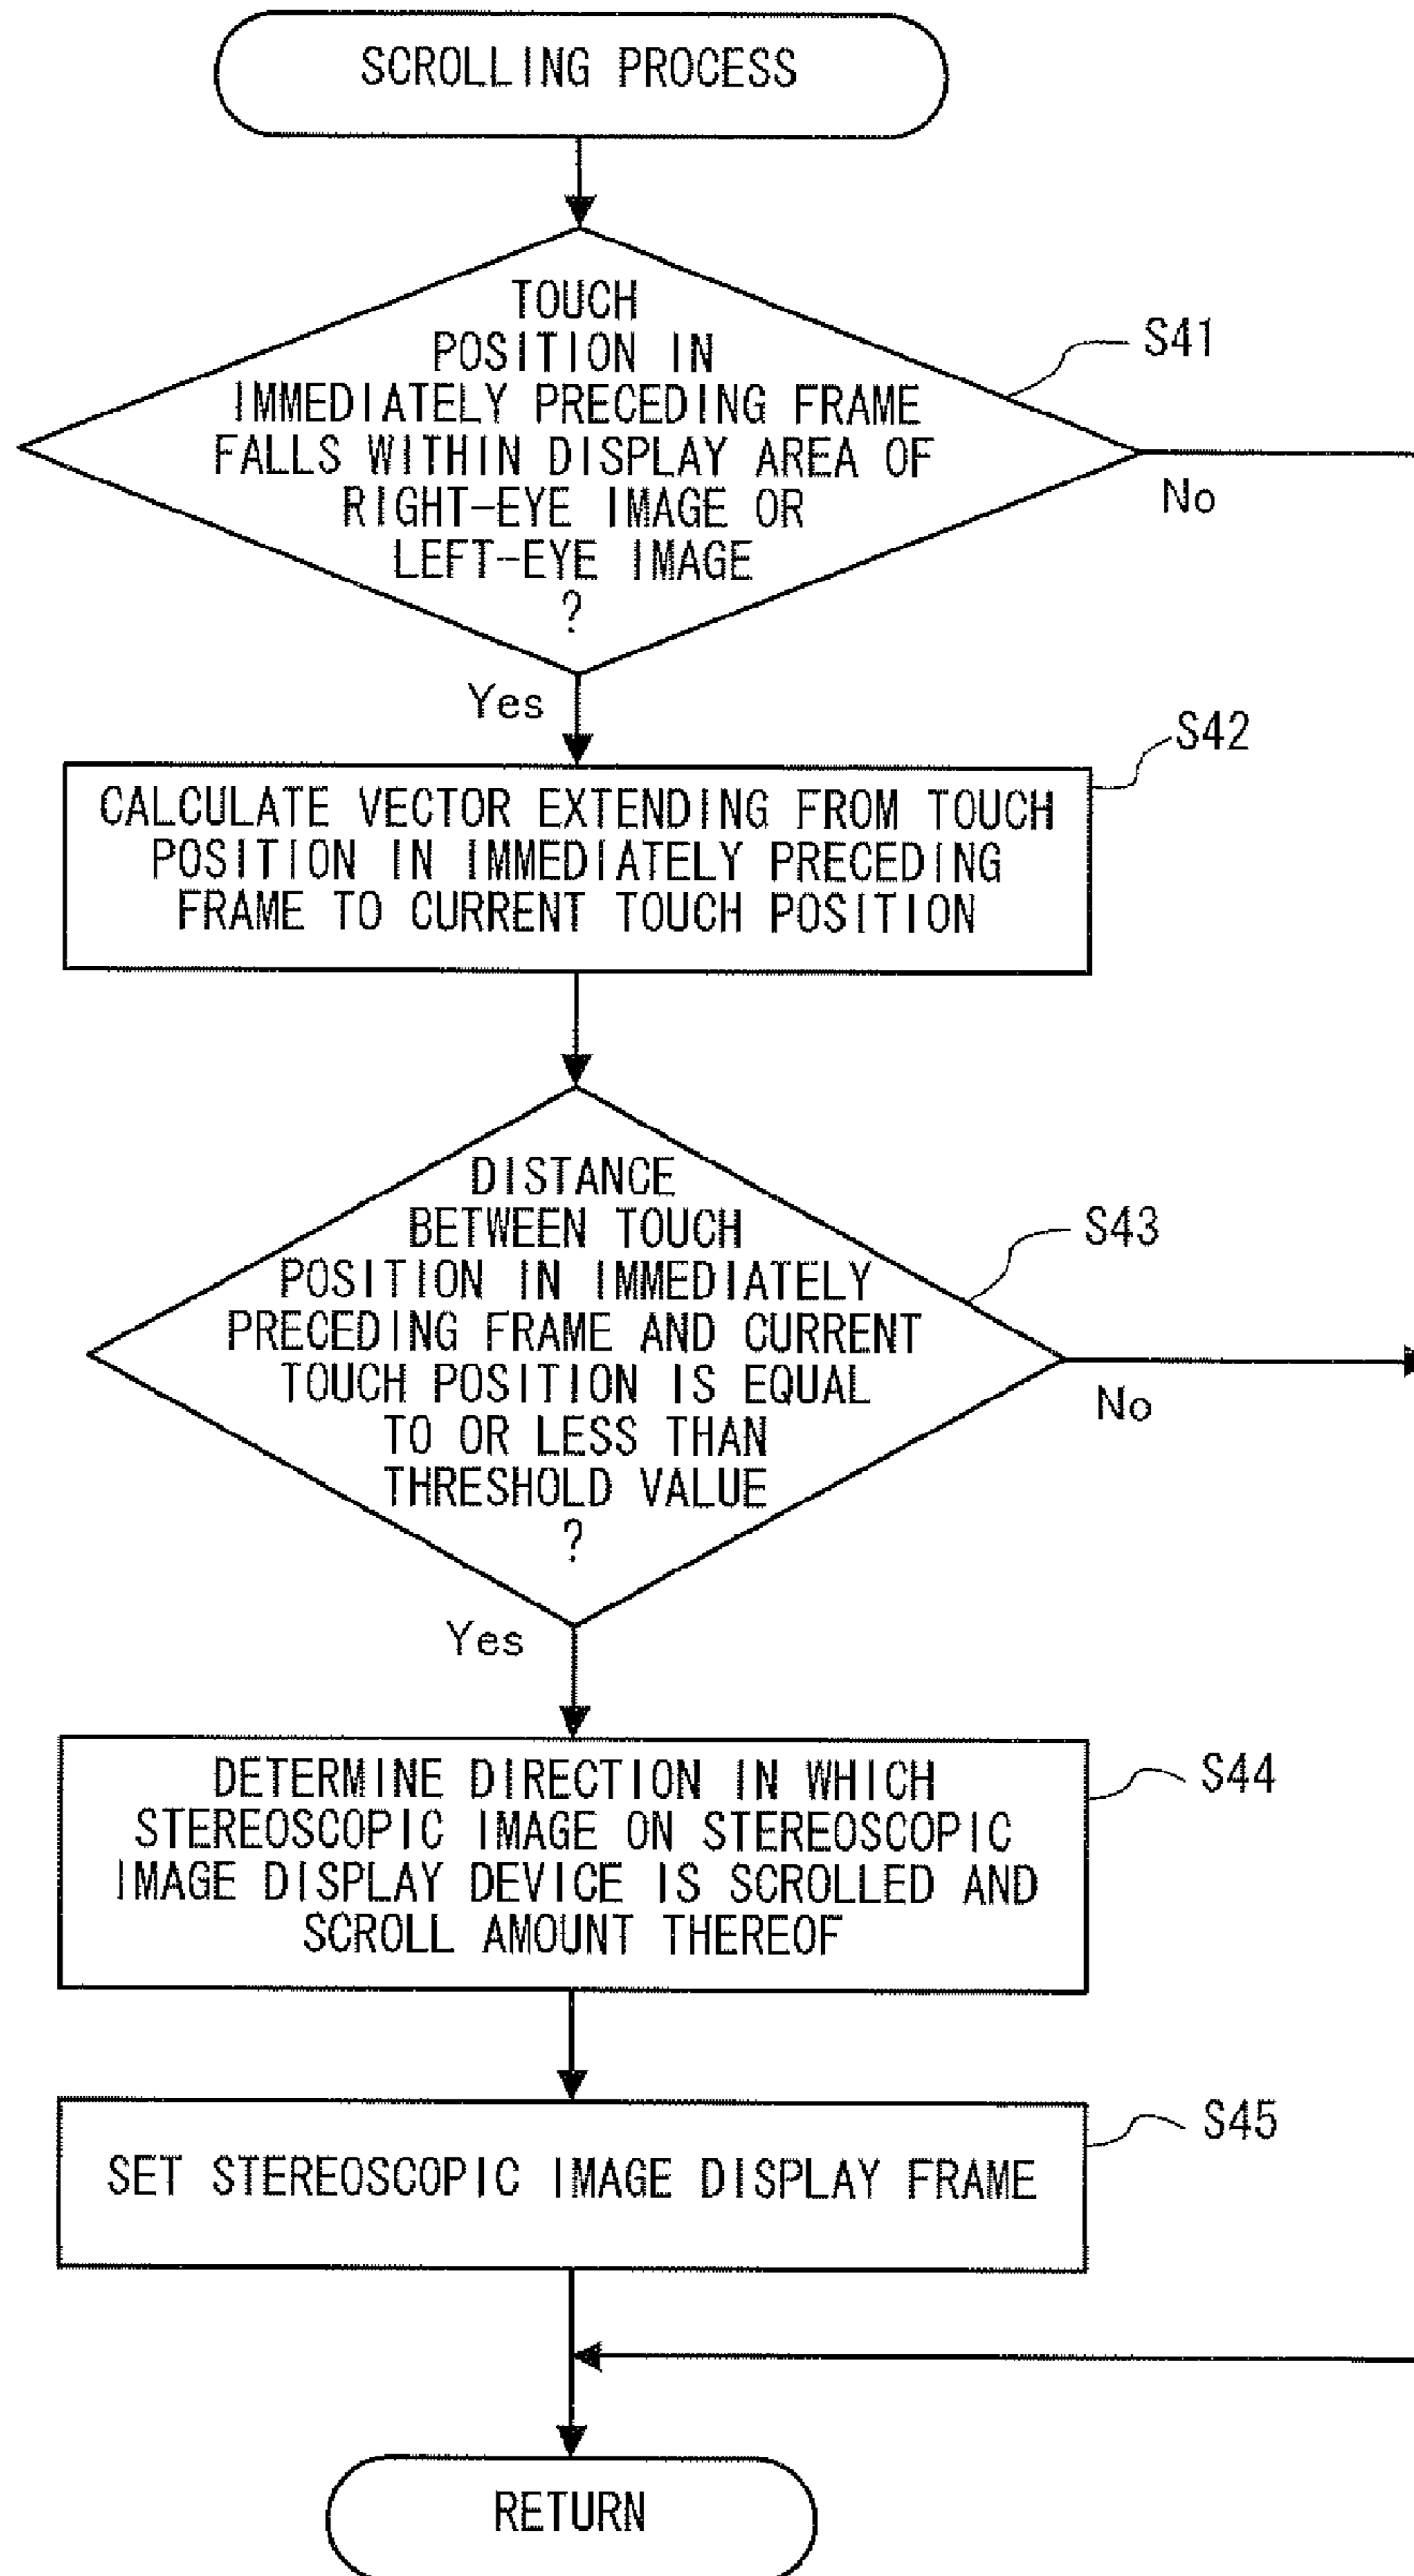 SCROLLING PROCESS
TOUCH
POSITION IN
IMMEDIATELY PRECEDING FRAME
FALLS WITHIN DISPLAY AREA OF
RIGHT-EYE IMAGE OR
LEFT-EYE IMAGE
?
S41
No
Yes
S42
CALCULATE VECTOR EXTENDING FROM TOUCH
POSITION IN IMMEDIATELY PRECEDING
FRAME TO CURRENT TOUCH POSITION
DISTANCE
BETWEEN TOUCH
POSITION IN IMMEDIATELY
PRECEDING FRAME AND CURRENT
TOUCH POSITION IS EQUAL
TO OR LESS THAN
THRESHOLD VALUE
?
S43
No
Yes
DETERMINE DIRECTION IN WHICH
STEREOSCOPIC IMAGE ON STEREOSCOPIC
IMAGE DISPLAY DEVICE IS SCROLLED AND
SCROLL AMOUNT THEREOF
S44
SET STEREOSCOPIC IMAGE DISPLAY FRAME
S45
RETURN